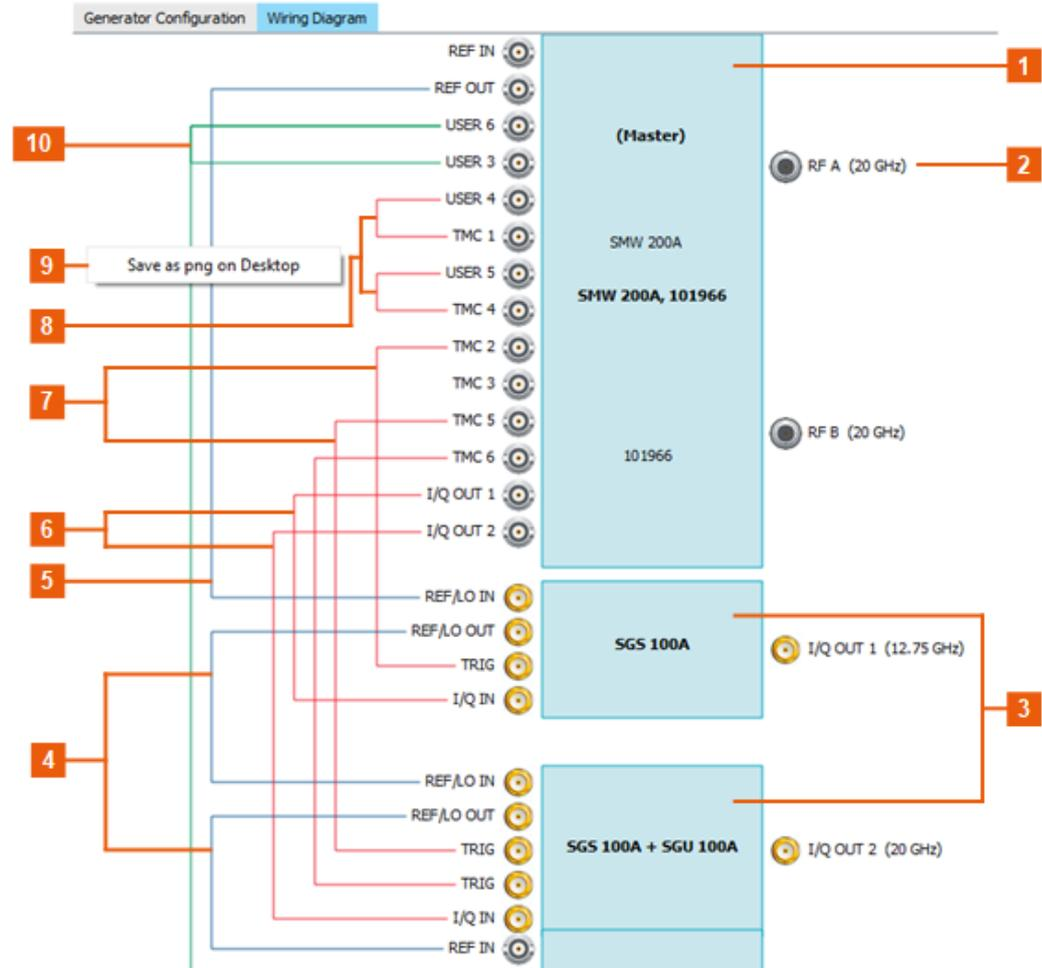 Generator Configuration Wiring Diagram
REF IN
1
REF OUT
USER 6
(Master)
10
USER 3
RF A (20 GHz)
2
USER 4
TMC 1
SMW 200A
9
Save as png on Desktop
USER 5
SMW 200A, 101966
TMC 4
8
TMC 2
TMC 3
7
TMC 5
RF B (20 GHz)
TMC 6
101966
I/Q OUT 1
6
I/Q OUT 2
5
REF/LO IN
REF/LO OUT
SGS 100A
I/Q OUT 1 (12.75 GHz)
TRIG
I/Q IN
3
4
REF/LO IN
REF/LO OUT
SGS 100A + SGU 100A
I/Q OUT 2 (20 GHz)
TRIG
TRIG
I/Q IN
REF IN